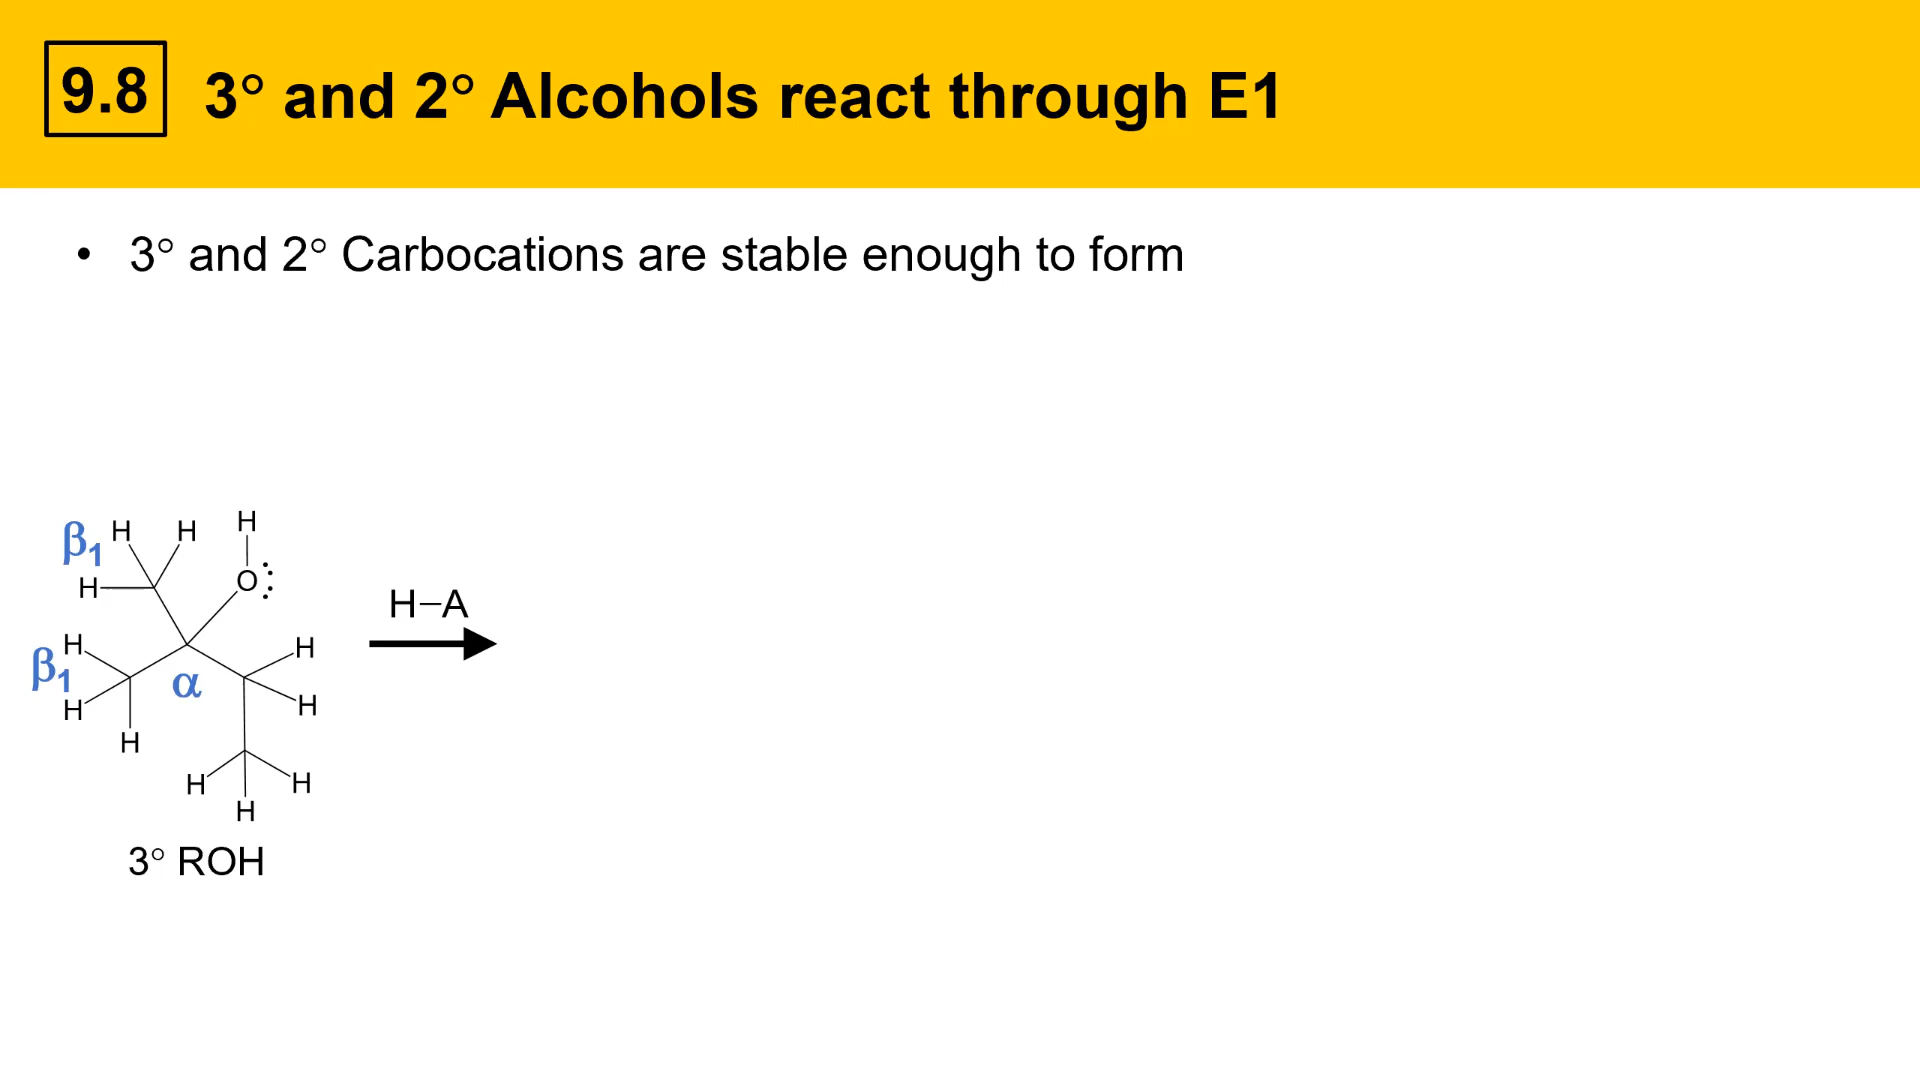 9.8 3° and 2° Alcohols react through E1
• 3° and 2° Carbocations are stable enough to form
β1 H H H
H O
H H
β1 α
H H
H
H–A
H H
H
3° ROH